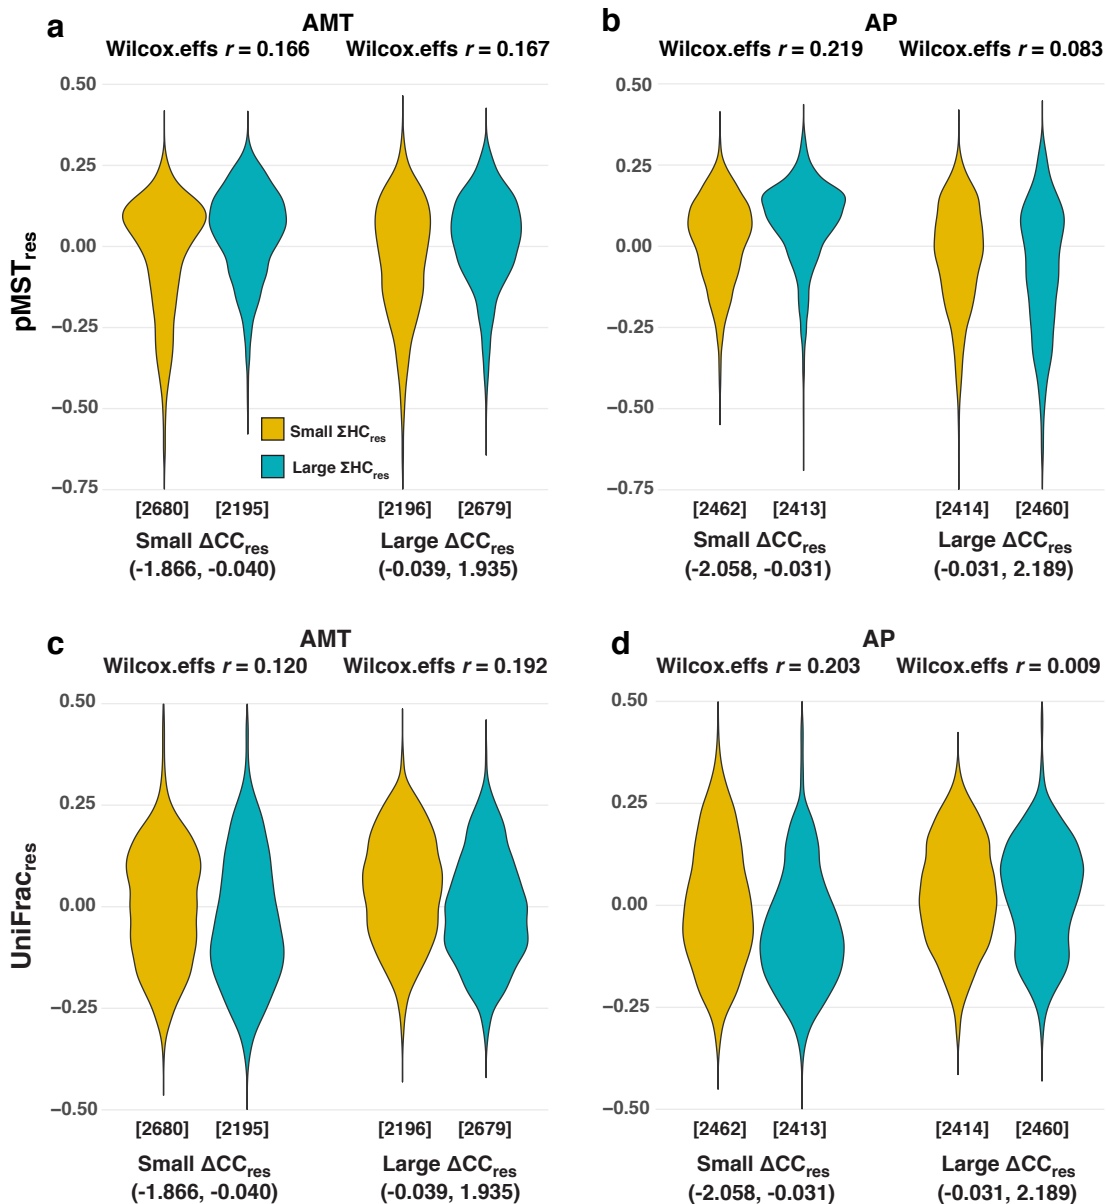 a
AMT
Wilcox.effs r = 0.166
Wilcox.effs r = 0.167
pMSTres
0.50
0.25
0.00
−0.25
−0.50
−0.75
Small ΣHCres
Large ΣHCres
[2680]
[2195]
[2196]
[2679]
Small ΔCCres
(-1.866, -0.040)
Large ΔCCres
(-0.039, 1.935)
b
AP
Wilcox.effs r = 0.219
Wilcox.effs r = 0.083
0.50
0.25
0.00
−0.25
−0.50
−0.75
[2462]
[2413]
[2414]
[2460]
Small ΔCCres
(-2.058, -0.031)
Large ΔCCres
(-0.031, 2.189)
c
AMT
Wilcox.effs r = 0.120
Wilcox.effs r = 0.192
UniFracres
0.50
0.25
0.00
−0.25
−0.50
[2680]
[2195]
[2196]
[2679]
Small ΔCCres
(-1.866, -0.040)
Large ΔCCres
(-0.039, 1.935)
d
AP
Wilcox.effs r = 0.203
Wilcox.effs r = 0.009
0.50
0.25
0.00
−0.25
−0.50
[2462]
[2413]
[2414]
[2460]
Small ΔCCres
(-2.058, -0.031)
Large ΔCCres
(-0.031, 2.189)